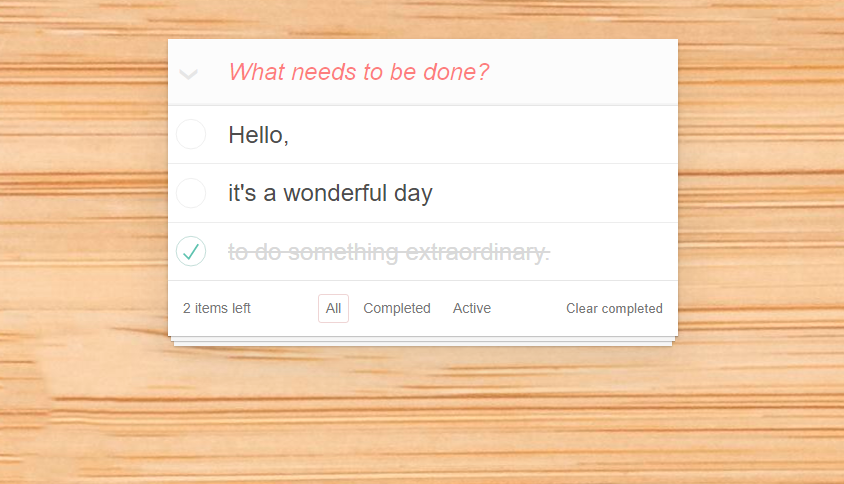 What needs to be done?
Hello,
it's a wonderful day
to do something extraordinary.
2 items left All Completed Active Clear completed